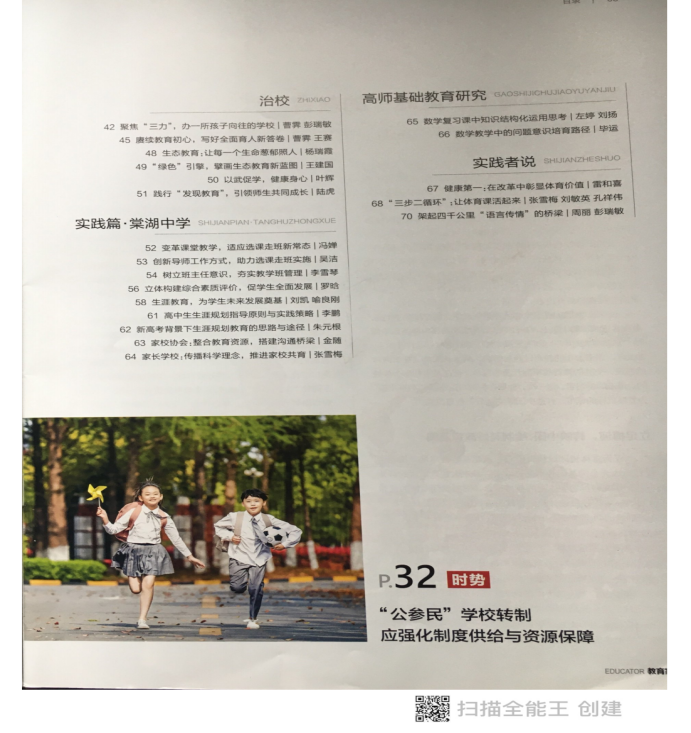 治校 ZHIXIAO
42 聚焦“三力”，办一所孩子向往的学校 | 曹霁 彭瑞敏
45 赓续教育初心，写好全面育人新答卷 | 曹霁 王赛
48 生态教育：让每一个生命葱郁照人 | 杨瑞霞
49 “绿色”引擎，擘画生态教育新蓝图 | 王建国
50 以武促学，健康身心 | 叶辉
51 践行“发现教育”，引领师生共同成长 | 陆虎
实践篇·棠湖中学 SHIJIANPIAN·TANGHUZHONGXUE
52 变革课堂教学，适应选课走班新常态 | 冯婵
53 创新导师工作方式，助力选课走班实施 | 吴洁
54 树立班主任意识，夯实教学班管理 | 李雪琴
56 立体构建综合素质评价，促学生全面发展 | 罗晗
58 生涯教育，为学生未来发展奠基 | 刘凯 喻良刚
61 高中生生涯规划指导原则与实践策略 | 李鹏
62 新高考背景下生涯规划教育的思路与途径 | 朱元根
63 家校协会：整合教育资源，搭建沟通桥梁 | 金随
64 家长学校：传播科学理念，推进家校共育 | 张雪梅
高师基础教育研究 GAOSHIJICHUJIAOYUYANJIU
65 数学复习课中知识结构化运用思考 | 左婷 刘扬
66 数学教学中的问题意识培育路径 | 毕运
实践者说 SHIJIANZHESHUO
67 健康第一：在改革中彰显体育价值 | 雷和喜
68 “三步二循环”：让体育课活起来 | 张雪梅 刘敏英 孔祥伟
70 架起四千公里“语言传情”的桥梁 | 周丽 彭瑞敏
P.32 时势
“公参民”学校转制
应强化制度供给与资源保障
EDUCATOR 教育
扫描全能王 创建